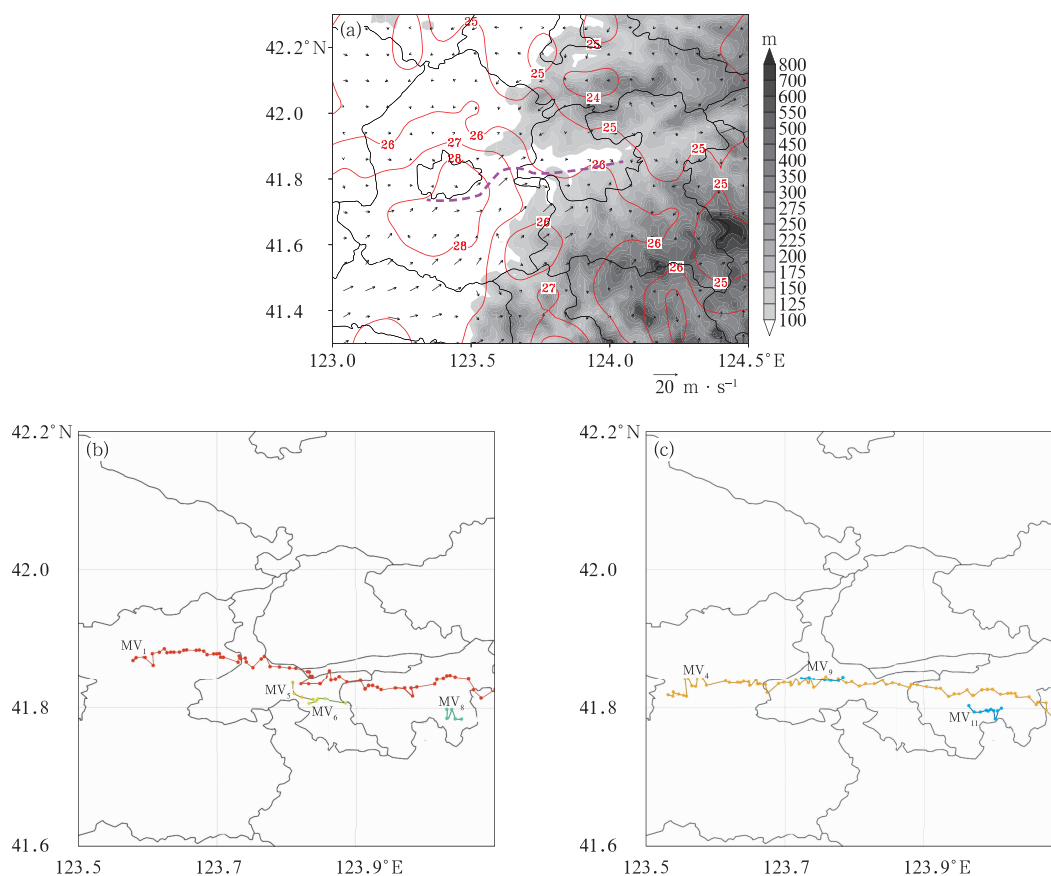 (a)
m
800
700
600
500
450
400
350
300
275
250
225
200
175
150
125
100
42.2°N
42.0
41.8
41.6
41.4
123.0
123.5
124.0
124.5°E
25
25
25
24
25
26
26
27
28
25
26
25
26
28
26
26
27
25
20 m · s⁻¹
(b)
42.2°N
42.0
41.8
41.6
123.5
123.7
123.9°E
MV₁
MV₅
MV₆
MV₈
(c)
42.2°N
42.0
41.8
41.6
123.5
123.7
123.9°E
MV₄
MV₉
MV₁₁